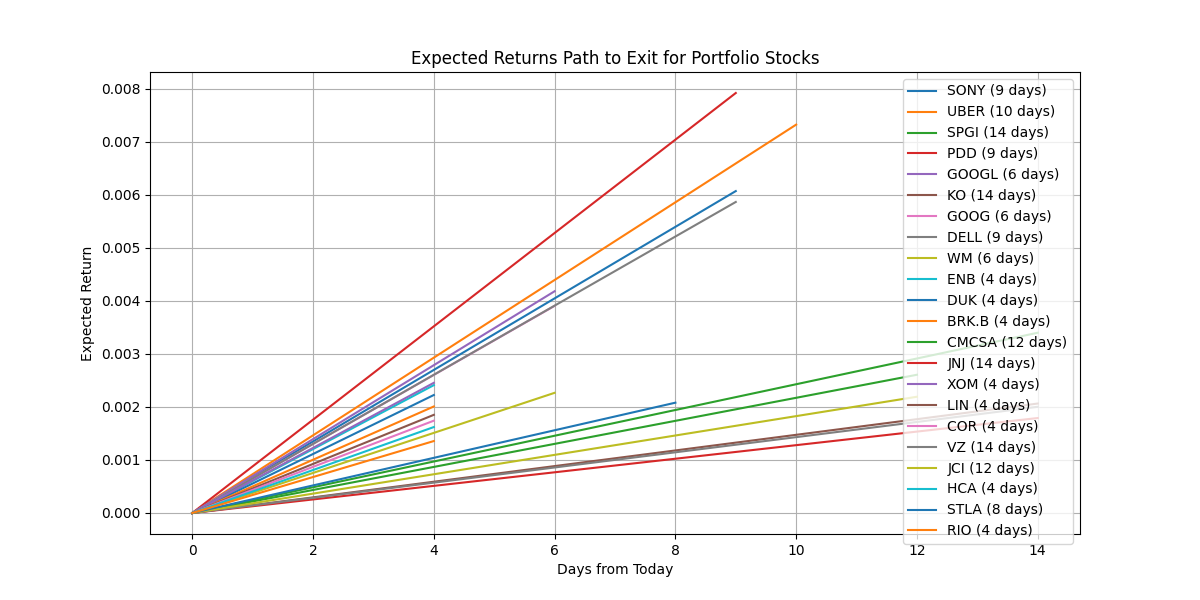 Expected Returns Path to Exit for Portfolio Stocks
0.008
0.007
0.006
0.005
0.004
0.003
0.002
0.001
0.000
Expected Return
0 2 4 6 8 10 12 14
Days from Today
SONY (9 days)
UBER (10 days)
SPGI (14 days)
PDD (9 days)
GOOGL (6 days)
KO (14 days)
GOOG (6 days)
DELL (9 days)
WM (6 days)
ENB (4 days)
DUK (4 days)
BRK.B (4 days)
CMCSA (12 days)
JNJ (14 days)
XOM (4 days)
LIN (4 days)
COR (4 days)
VZ (14 days)
JCI (12 days)
HCA (4 days)
STLA (8 days)
RIO (4 days)